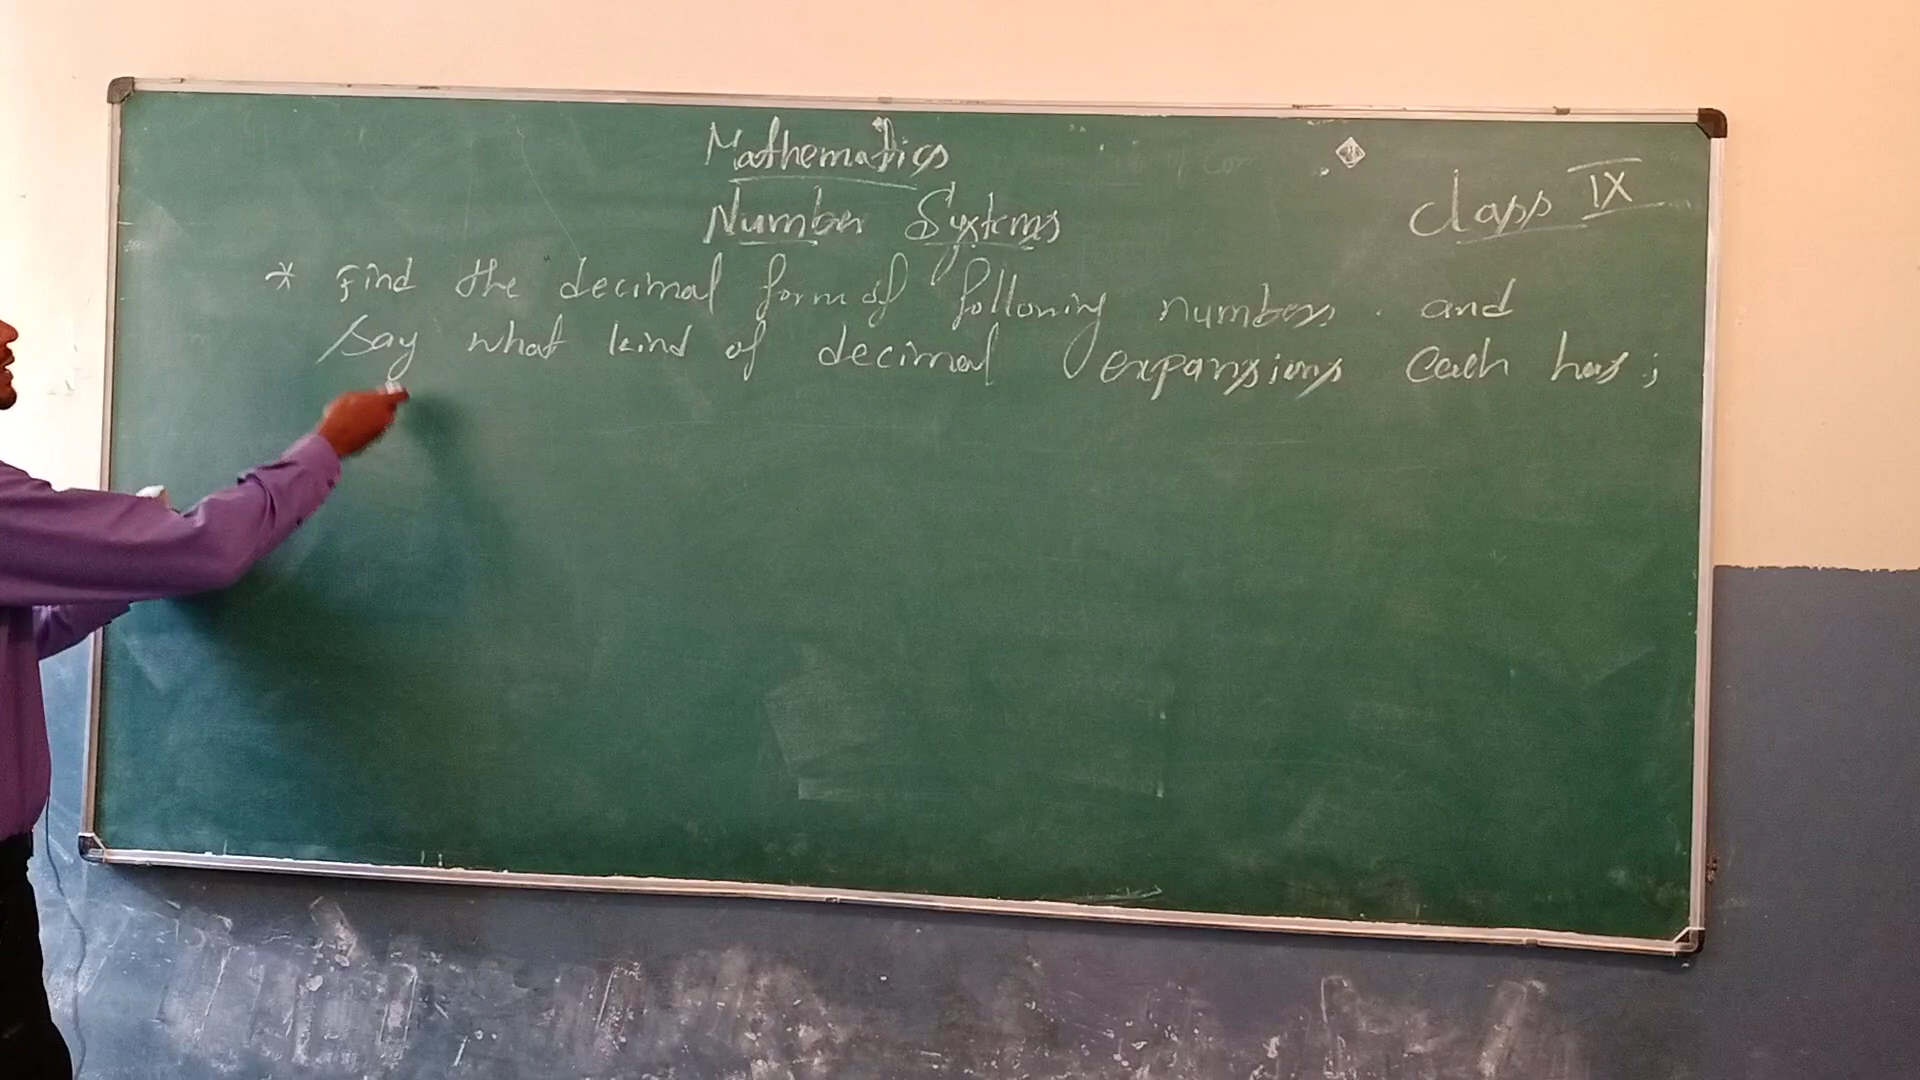 Mathematics
Number Systems
Class IX
* Find the decimal form of following numbers. and
say what kind of decimal expansions each has;